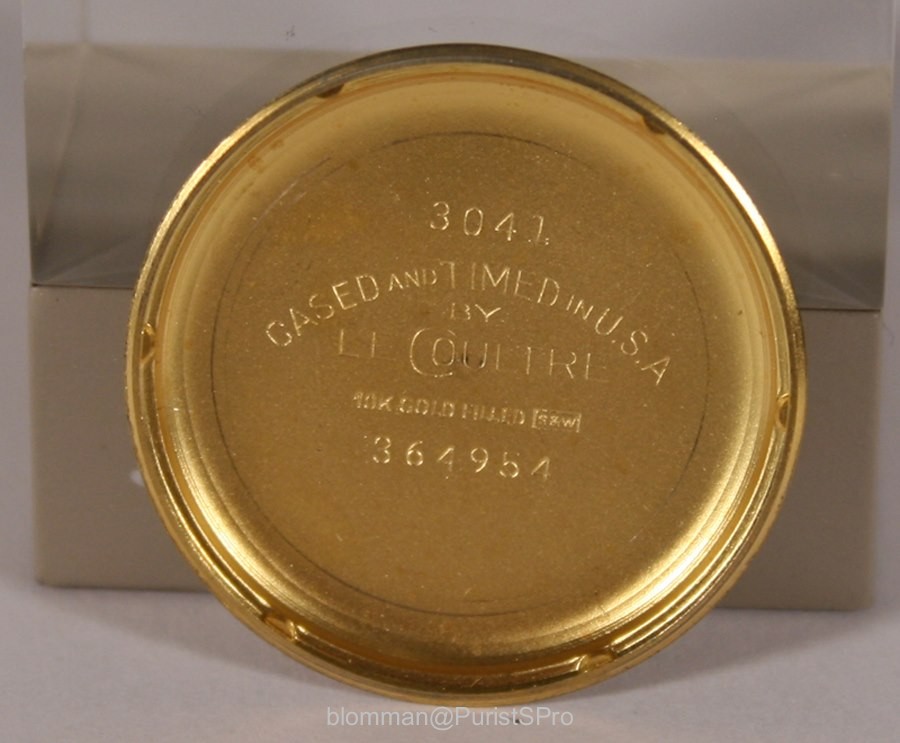 3041
CASED AND TIMED IN U.S.A
BY
LE COULTRE
10K GOLD FILLED S&W
364954
blomman@PuristSPro